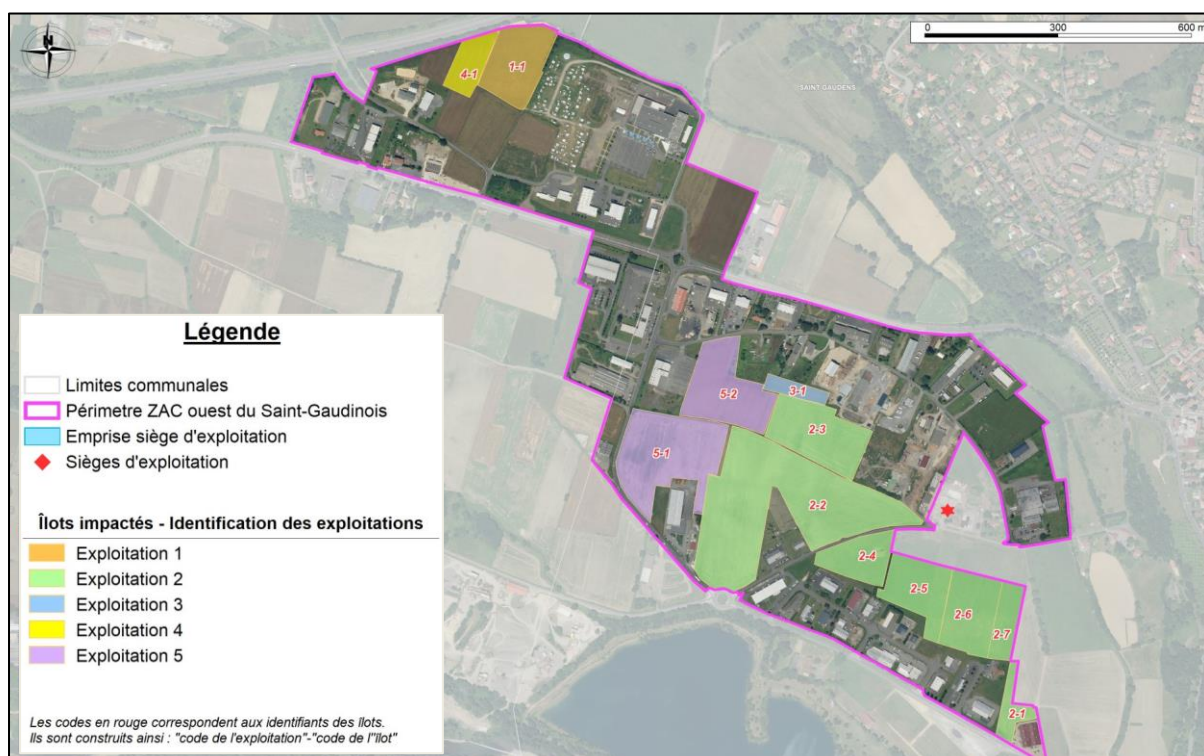 N
0 300 600 m
SAINT GAUDENS
4-1
1-1
5-2
3-1
2-3
5-1
2-2
2-4
2-5
2-6
2-7
2-1
Légende
Limites communales
Périmetre ZAC ouest du Saint-Gaudinois
Emprise siège d'exploitation
Sièges d'exploitation
Îlots impactés - Identification des exploitations
Exploitation 1
Exploitation 2
Exploitation 3
Exploitation 4
Exploitation 5
Les codes en rouge correspondent aux identifiants des îlots.
Ils sont construits ainsi : "code de l'exploitation"-"code de l''îlot"